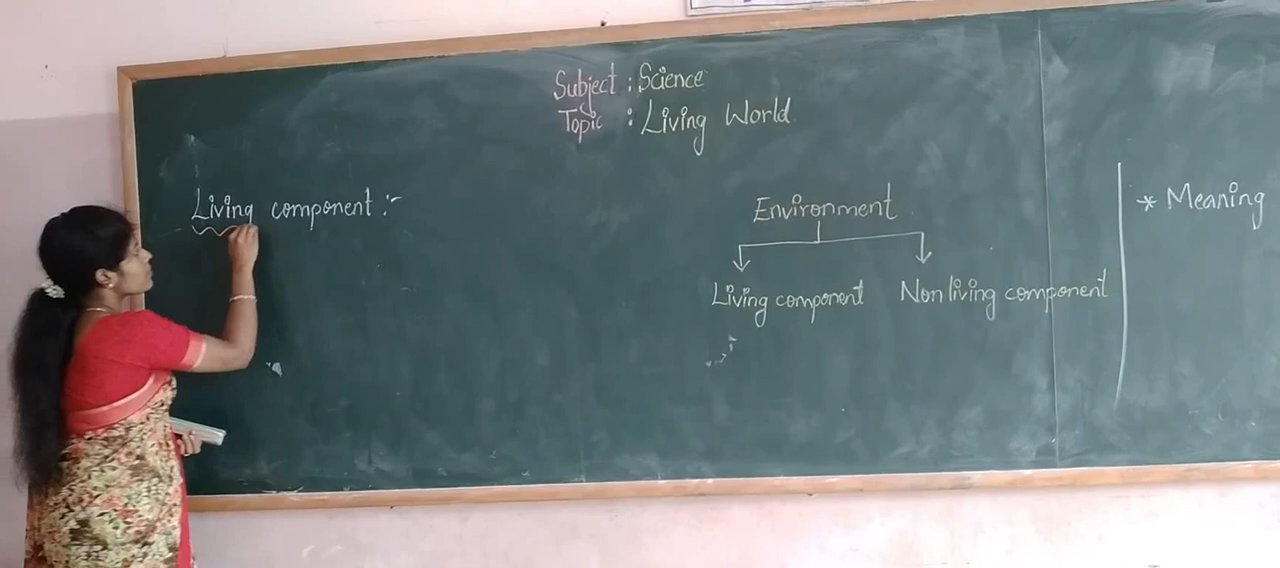 Subject : Science
Topic : Living World
Living component :-
Environment
Living component
Non living component
* Meaning